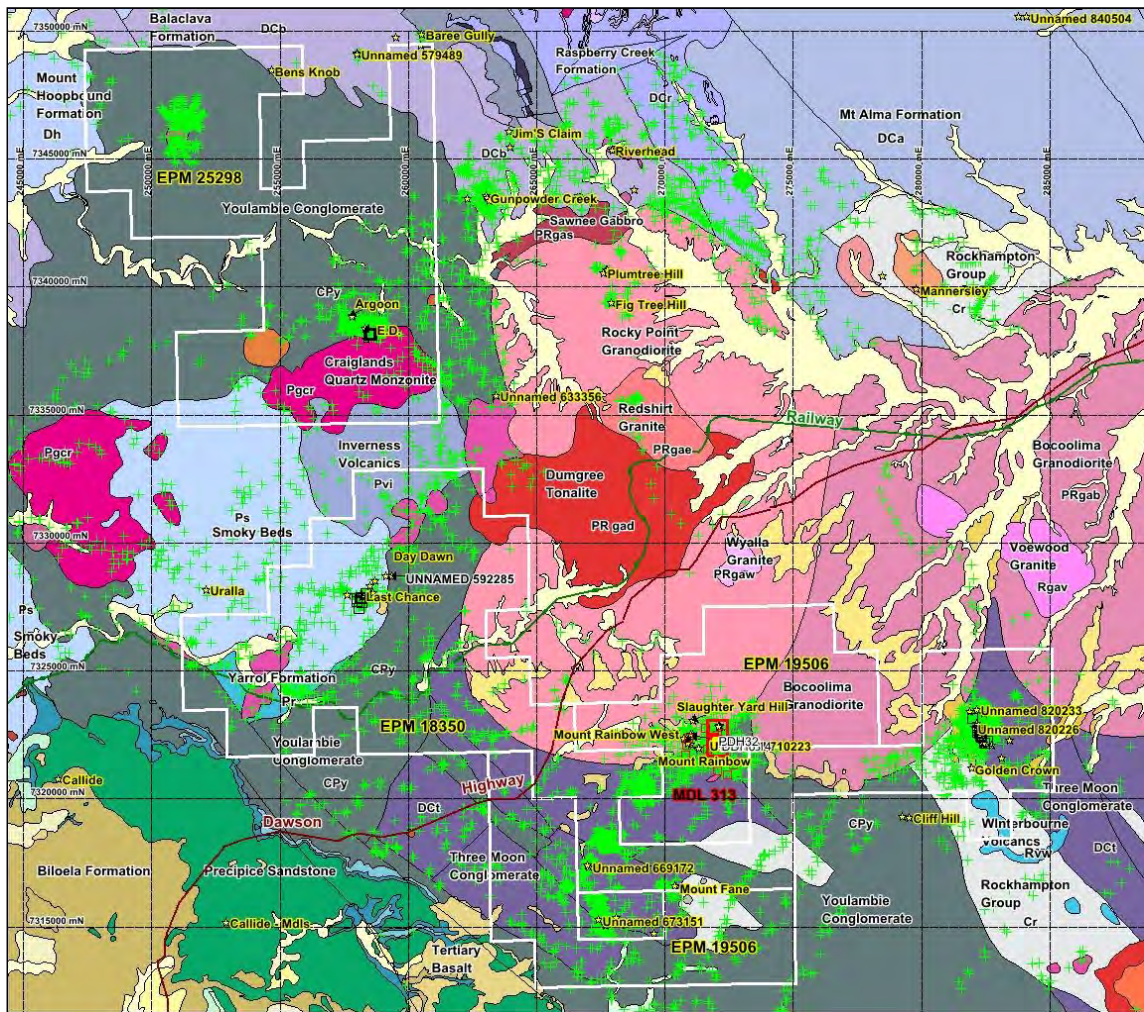 7350000 mN
Balaclava
Formation
DCb
Baree Gully
Unnamed 840504
Unnamed 579489
Bens Knob
Raspberry Creek
Formation
DCr
Mount
Hoopbound
Formation
Dh
Mt Alma Formation
DCa
Jim'S Claim
Riverhead
DCb
7345000 mN
245000 mE
250000 mE
255000 mE
260000 mE
265000 mE
270000 mE
275000 mE
280000 mE
285000 mE
EPM 25298
Youlambie Conglomerate
Gunpowder Creek
Sawnee Gabbro
PRgas
Rockhampton
Group
Cr
Mannersley
7340000 mN
CPy
Plumtree Hill
Argoon
Fig Tree Hill
E.D.
Rocky Point
Granodiorite
Craiglands
Quartz Monzonite
Pgcr
Unnamed 633356
Redshirt
Granite
PRgae
Railway
7335000 mN
Pgcr
Inverness
Volcanics
Pvi
Bocoolima
Granodiorite
PRgab
Dumgree
Tonalite
PRgad
Ps
Smoky Beds
7330000 mN
Wyalla
Granite
PRgaw
Voewood
Granite
Rgav
Day Dawn
UNNAMED 592285
Last Chance
Uralla
Ps
Smoky
Beds
CPy
7325000 mN
Yarrol Formation
EPM 19506
Bocoolima
Granodiorite
EPM 18350
Slaughter Yard Hill
Unnamed 820233
Unnamed 820226
Mount Rainbow West
PDH32
Mount Rainbow
Golden Crown
Youlambie
Conglomerate
CPy
Callide
7320000 mN
Highway
MDL 313
Three Moon
Conglomerate
DCt
Dawson
DCt
CPy
Cliff Hill
Winterbourne
Volcancs
Rvw
Biloela Formation
Precipice Sandstone
Three Moon
Conglomerate
Unnamed 669172
Mount Fane
Rockhampton
Group
Cr
Youlambie
Conglomerate
7315000 mN
Callide - Mdls
Unnamed 673151
EPM 19506
Tertiary
Basalt